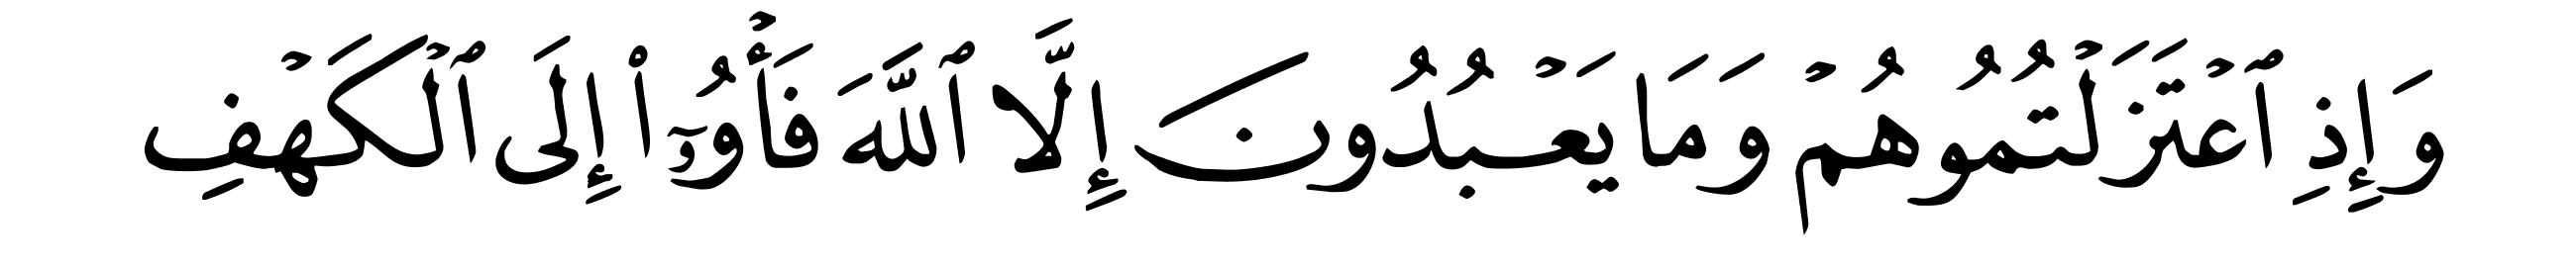 وَإِذِ ٱعْتَزَلْتُمُوهُمْ وَمَا يَعْبُدُونَ إِلَّا ٱللَّهَ فَأْوُۥٓا۟ إِلَى ٱلْكَهْفِ